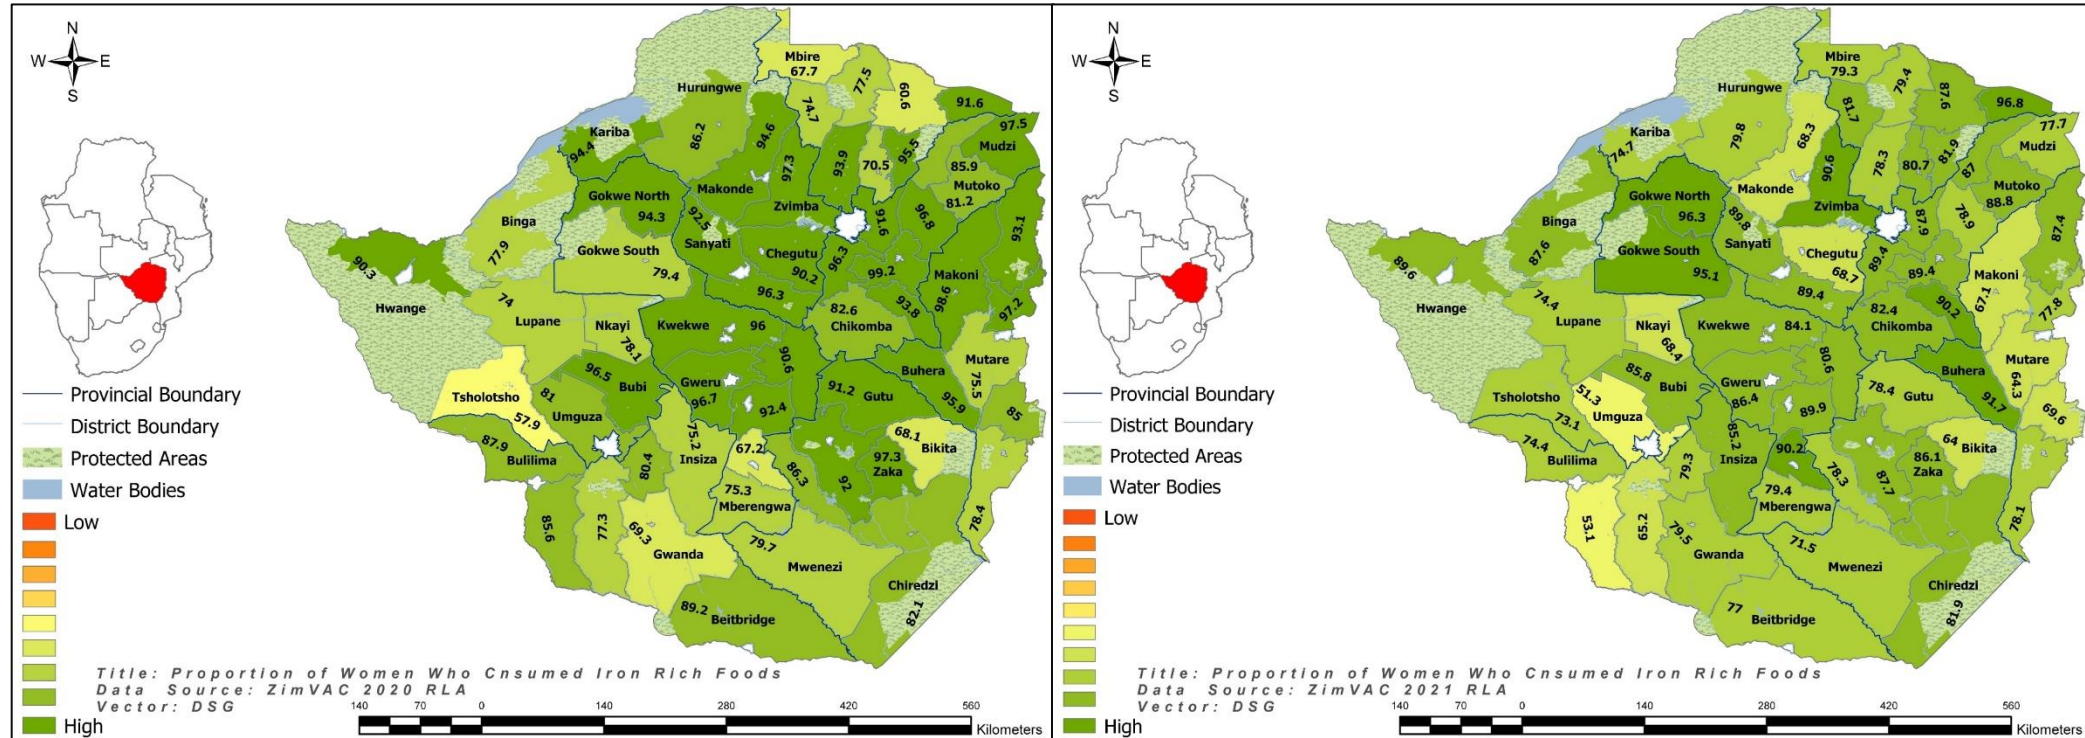 N
W E
S
Mbire
67.7
77.5
60.6
91.6
Hurungwe
74.7
97.5
Kariba
94.4
86.2
94.6
95.5
Mudzi
97.3
93.9
70.5
85.9
Mutoko
81.2
Gokwe North
Makonde
94.3
92.5
Zvimba
91.6
96.8
93.1
Binga
77.9
Gokwe South
79.4
Sanyati
Chegutu
90.2
96.3
99.2
Makoni
98.6
90.3
Hwange
96.3
93.8
97.2
74
Lupane
Nkayi
78.1
Kwekwe
96
82.6
Chikomba
90.6
Mutare
75.5
Tsholotsho
57.9
96.5
Bubi
81
Umguza
Gweru
96.7
92.4
91.2
Gutu
Buhera
95.9
85
87.9
Bulilima
80.4
75.2
Insiza
67.2
86.3
68.1
Bikita
97.3
Zaka
92
75.3
Mberengwa
78.4
85.6
77.3
69.3
Gwanda
79.7
Mwenezi
Chiredzi
82.1
89.2
Beitbridge
Provincial Boundary
District Boundary
Protected Areas
Water Bodies
Low
High
Title: Proportion of Women Who Cnsumed Iron Rich Foods
Data Source: ZimVAC 2020 RLA
Vector: DSG
140 70 0 140 280 420 560
Kilometers
N
W E
S
Mbire
79.3
79.4
87.6
96.8
Hurungwe
81.7
77.7
Kariba
74.7
79.8
68.3
81.9
Mudzi
90.6
78.3
80.7
87
Mutoko
88.8
Gokwe North
Makonde
96.3
89.8
Zvimba
87.9
78.9
87.4
Binga
87.6
Gokwe South
95.1
Sanyati
Chegutu
68.7
89.4
89.4
Makoni
67.1
89.6
Hwange
89.4
90.2
77.8
74.4
Lupane
Nkayi
68.4
Kwekwe
84.1
82.4
Chikomba
80.6
Mutare
64.3
Tsholotsho
73.1
85.8
Bubi
51.3
Umguza
Gweru
86.4
89.9
78.4
Gutu
Buhera
91.7
69.6
74.4
Bulilima
79.3
85.2
Insiza
90.2
78.3
64
Bikita
86.1
Zaka
87.7
79.4
Mberengwa
78.1
53.1
65.2
79.5
Gwanda
71.5
Mwenezi
Chiredzi
81.9
77
Beitbridge
Provincial Boundary
District Boundary
Protected Areas
Water Bodies
Low
High
Title: Proportion of Women Who Cnsumed Iron Rich Foods
Data Source: ZimVAC 2021 RLA
Vector: DSG
140 70 0 140 280 420 560
Kilometers